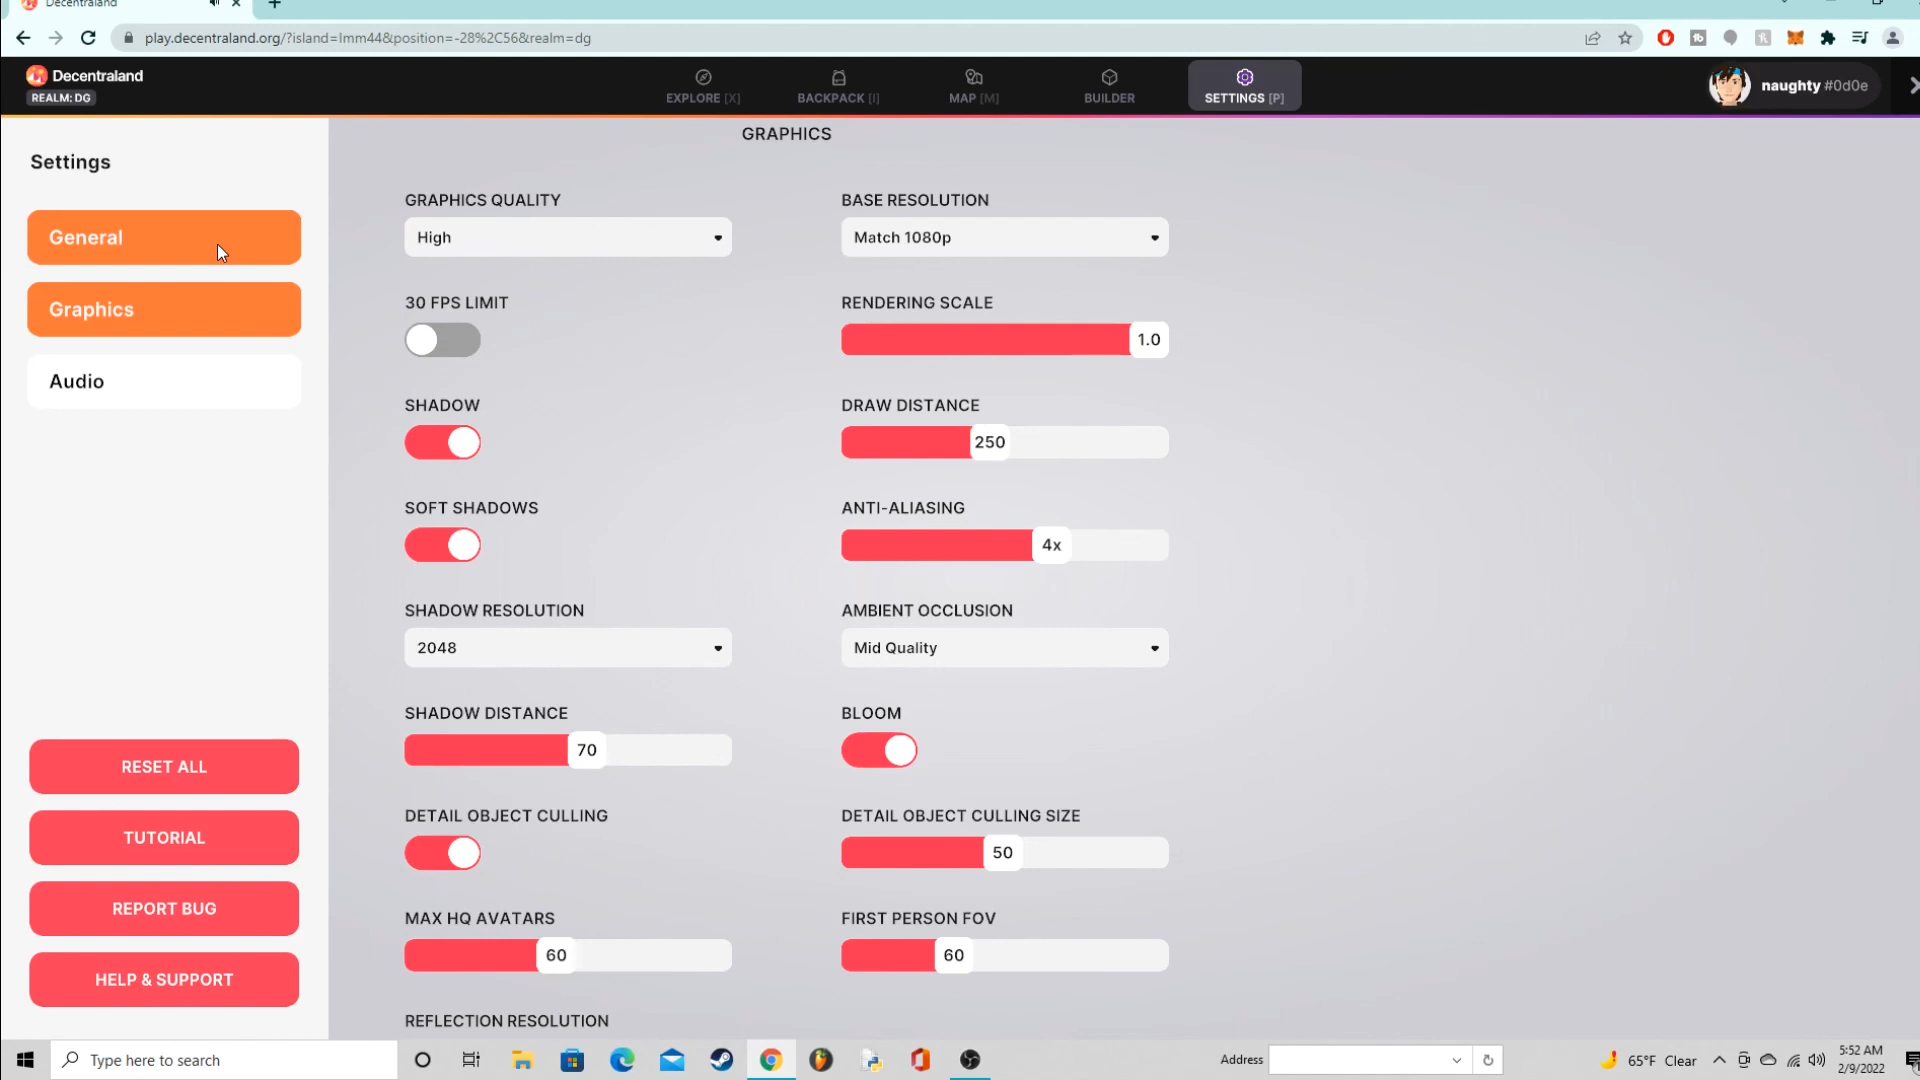 Decentraland
play.decentraland.org/?island=Imm44&position=-28%2C56&realm=dg
Decentraland
REALM: DG
EXPLORE [X]
BACKPACK [I]
MAP [M]
BUILDER
SETTINGS [P]
naughty #0d0e
Settings
General
Graphics
Audio
RESET ALL
TUTORIAL
REPORT BUG
HELP & SUPPORT
GRAPHICS
GRAPHICS QUALITY
High
BASE RESOLUTION
Match 1080p
30 FPS LIMIT
RENDERING SCALE
1.0
SHADOW
DRAW DISTANCE
250
SOFT SHADOWS
ANTI-ALIASING
4x
SHADOW RESOLUTION
2048
AMBIENT OCCLUSION
Mid Quality
SHADOW DISTANCE
70
BLOOM
DETAIL OBJECT CULLING
DETAIL OBJECT CULLING SIZE
50
MAX HQ AVATARS
60
FIRST PERSON FOV
60
REFLECTION RESOLUTION
Type here to search
Address
65°F Clear
5:52 AM
2/9/2022